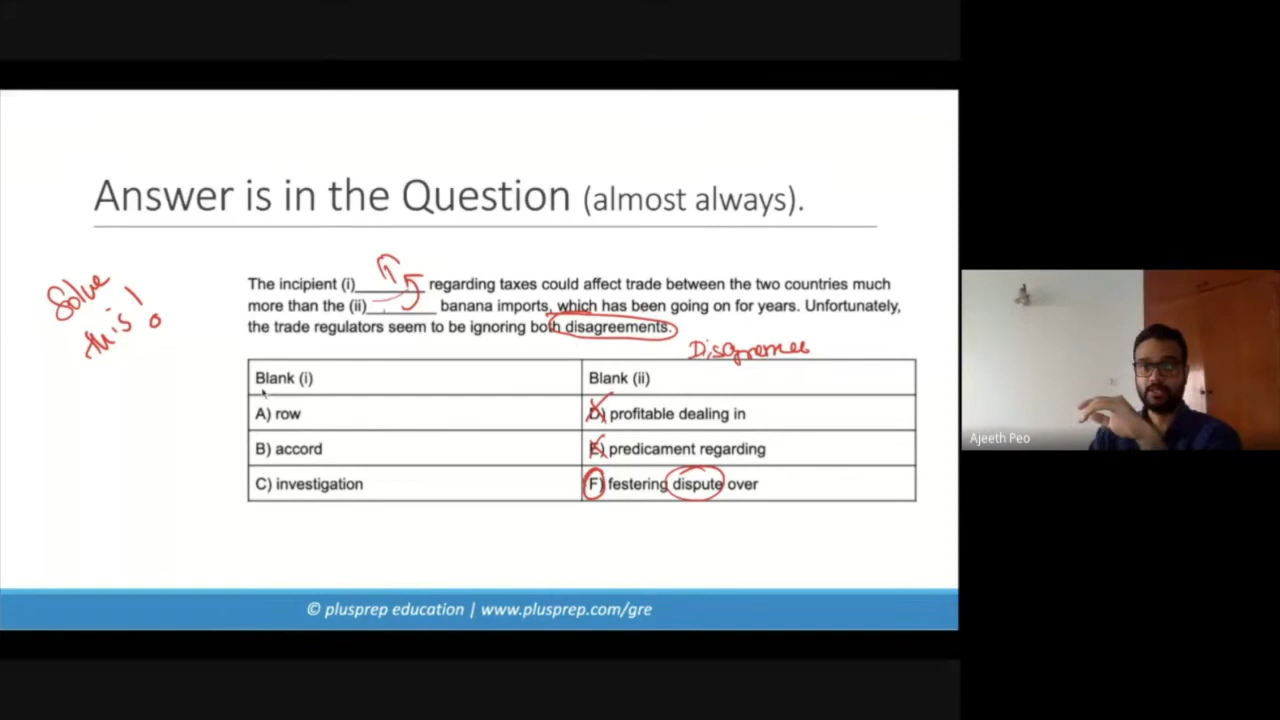 Answer is in the Question (almost always).
Solve
this!
The incipient (i)________ regarding taxes could affect trade between the two countries much
more than the (ii)________ banana imports, which has been going on for years. Unfortunately,
the trade regulators seem to be ignoring both disagreements.
Blank (i) Blank (ii)
A) row D) profitable dealing in
B) accord E) predicament regarding
C) investigation F) festering dispute over
Ajeeth Peo
© plusprep education | www.plusprep.com/gre